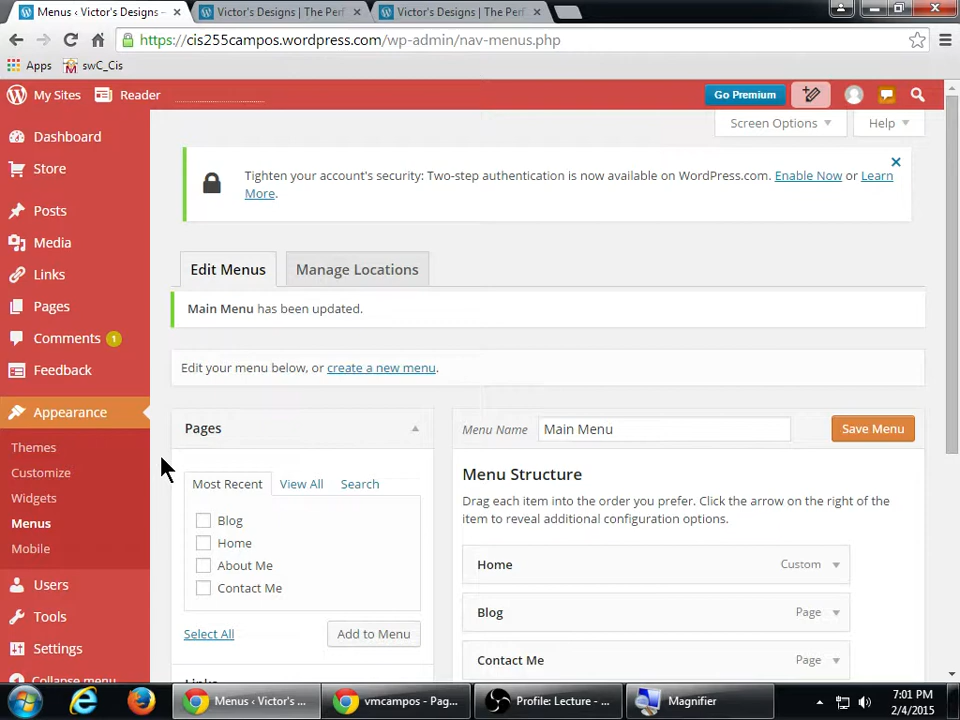 Menus ‹ Victor's Designs –
Victor's Designs | The Perf
Victor's Designs | The Perf
https://cis255campos.wordpress.com/wp-admin/nav-menus.php
Apps
swC_Cis
My Sites
Reader
Go Premium
Screen Options
Help
Dashboard
Store
Posts
Media
Links
Pages
Comments 1
Feedback
Appearance
Themes
Customize
Widgets
Menus
Mobile
Users
Tools
Settings
Collapse menu
Tighten your account's security: Two-step authentication is now available on WordPress.com. Enable Now or Learn
More.
Edit Menus
Manage Locations
Main Menu has been updated.
Edit your menu below, or create a new menu.
Pages
Most Recent
View All
Search
Blog
Home
About Me
Contact Me
Select All
Add to Menu
Links
Menu Name
Main Menu
Save Menu
Menu Structure
Drag each item into the order you prefer. Click the arrow on the right of the
item to reveal additional configuration options.
Home Custom
Blog Page
Contact Me Page
Menus ‹ Victor's ...
vmcampos - Pag...
Profile: Lecture - ...
Magnifier
7:01 PM
2/4/2015